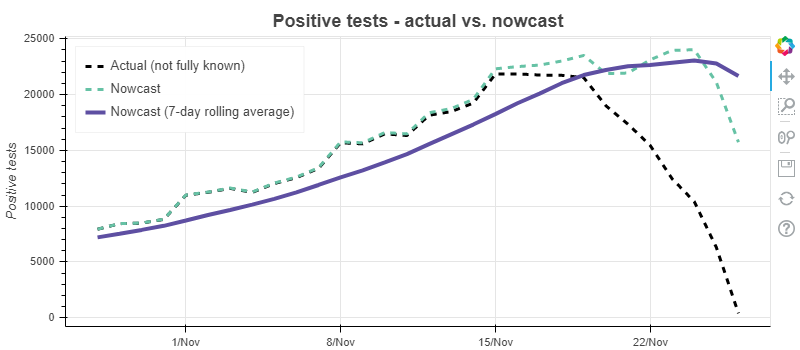 Positive tests - actual vs. nowcast
Actual (not fully known)
Nowcast
Nowcast (7-day rolling average)
Positive tests
25000
20000
15000
10000
5000
0
1/Nov
8/Nov
15/Nov
22/Nov